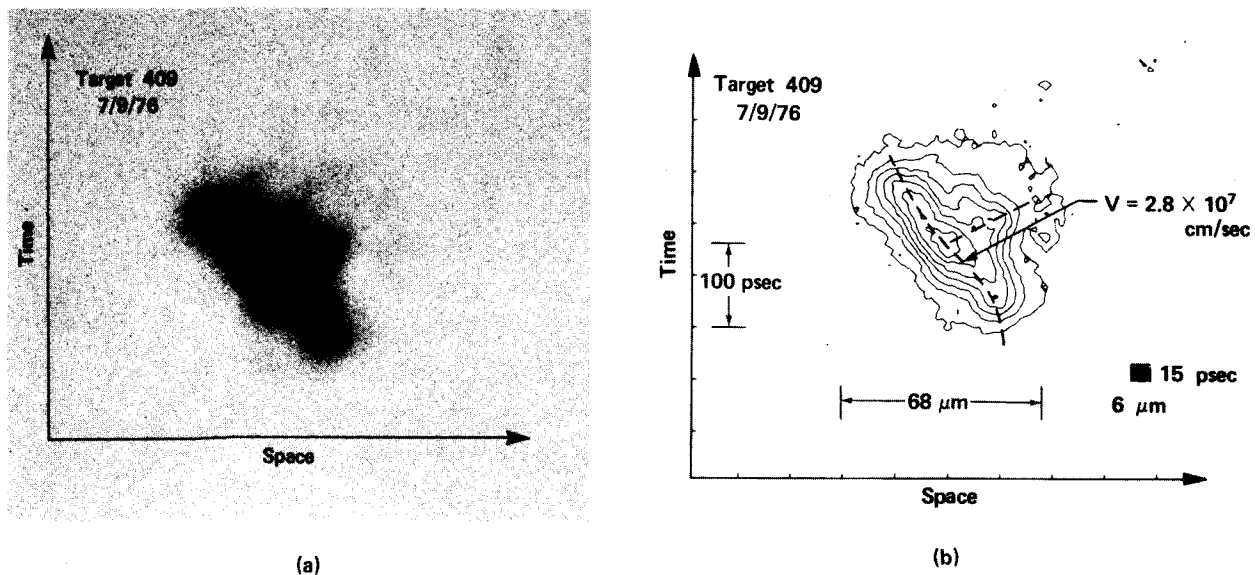 Target 409
7/9/76
Time
Space
(a)
Target 409
7/9/76
V = 2.8 × 10⁷
cm/sec
Time
100 psec
15 psec
68 μm
6 μm
Space
(b)